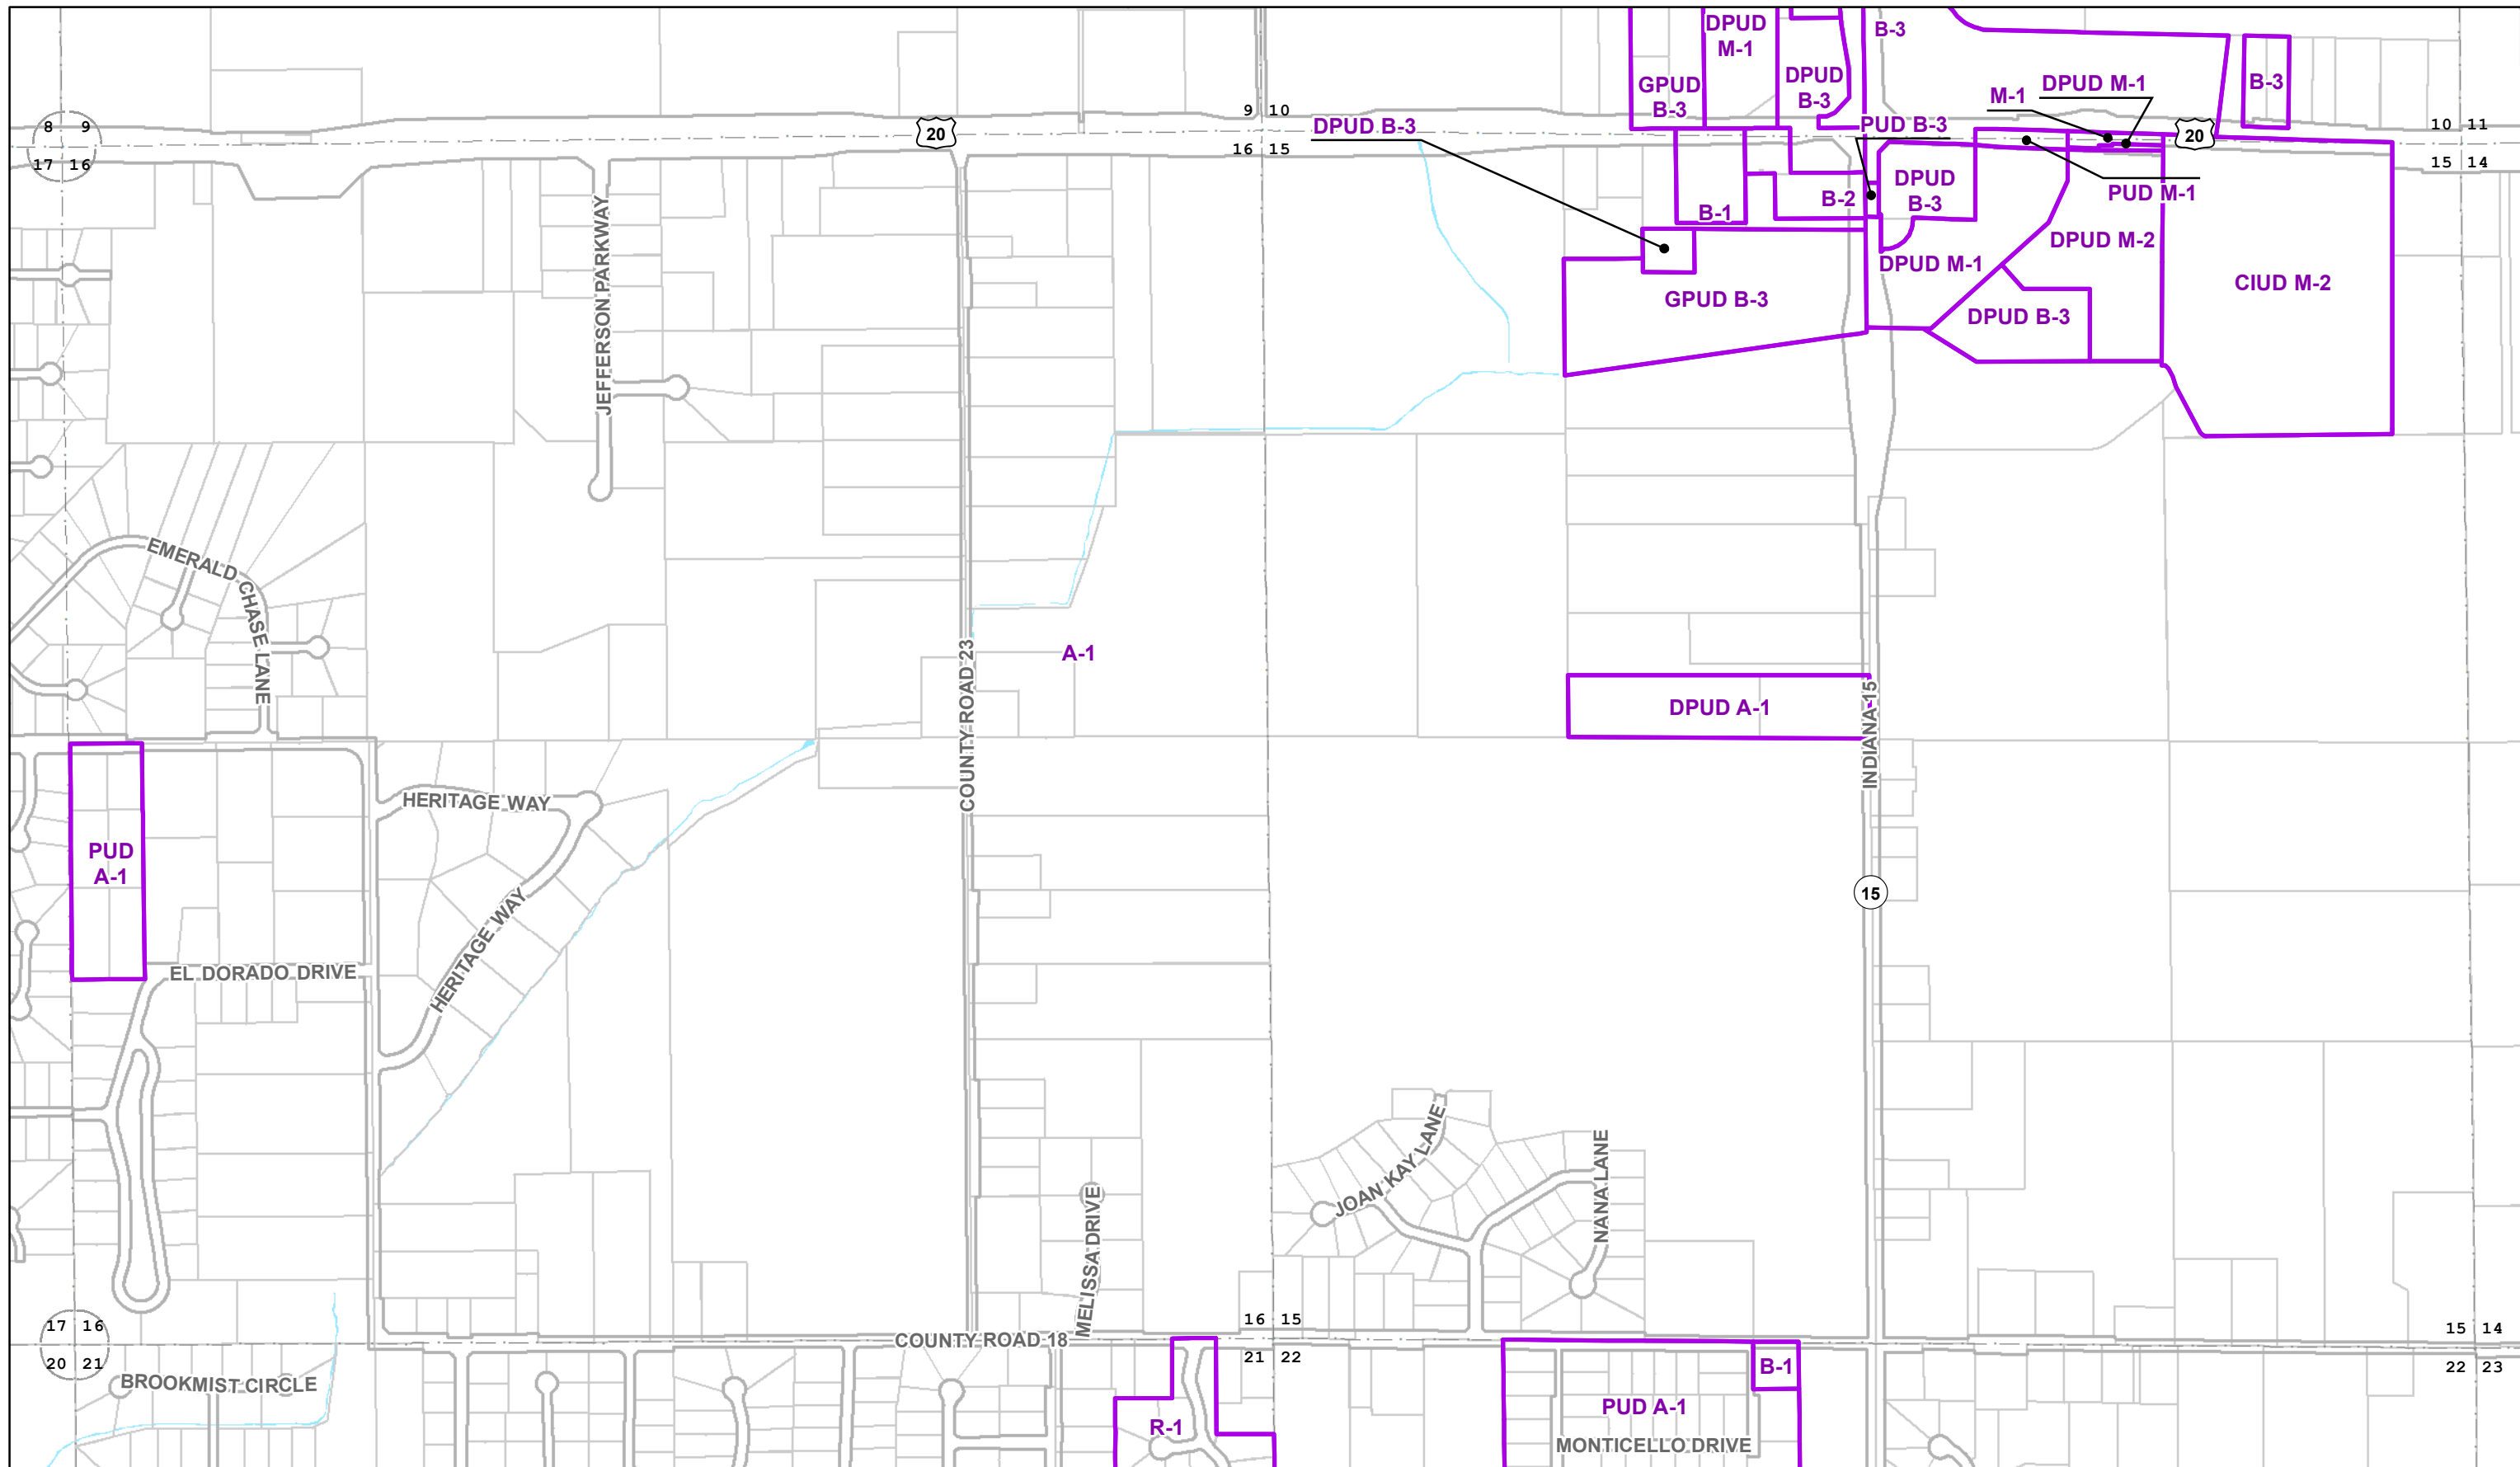 DPUD
M-1
B-3
GPUD
B-3
DPUD
B-3
DPUD M-1
M-1
B-3
9 10
16 15
8 9
17 16
20
DPUD B-3
PUD B-3
20
10 11
15 14
PUD M-1
DPUD
B-3
B-2
B-1
DPUD M-2
DPUD M-1
CIUD M-2
GPUD B-3
DPUD B-3
JEFFERSON PARKWAY
EMERALD CHASE LANE
COUNTY ROAD 23
A-1
DPUD A-1
INDIANA 15
15
HERITAGE WAY
PUD
A-1
HERITAGE WAY
EL DORADO DRIVE
JOAN KAY LANE
NANA LANE
MELISSA DRIVE
17 16
20 21
16 15
21 22
15 14
22 23
COUNTY ROAD 18
BROOKMIST CIRCLE
B-1
PUD A-1
R-1
MONTICELLO DRIVE